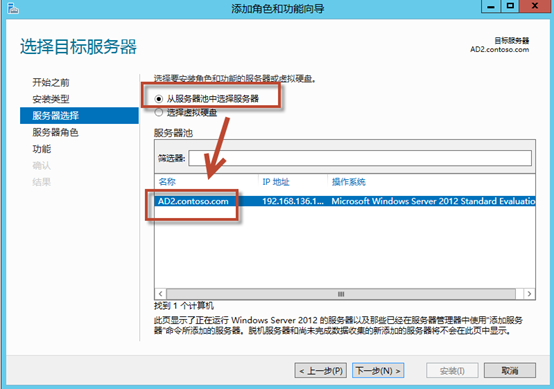 添加角色和功能向导
选择目标服务器
目标服务器
AD2.contoso.com
开始之前
安装类型
服务器选择
服务器角色
功能
确认
结果
选择要安装角色和功能的服务器或虚拟硬盘。
从服务器池中选择服务器
选择虚拟硬盘
服务器池
筛选器:
名称 IP 地址 操作系统
AD2.contoso.com 192.168.136.1... Microsoft Windows Server 2012 Standard Evaluation
找到 1 个计算机
此页显示了正在运行 Windows Server 2012 的服务器以及那些已经在服务器管理器中使用"添加服务
器"命令所添加的服务器。脱机服务器和尚未完成数据收集的新添加的服务器将不会在此页中显示。
< 上一步(P) 下一步(N) > 安装(I) 取消